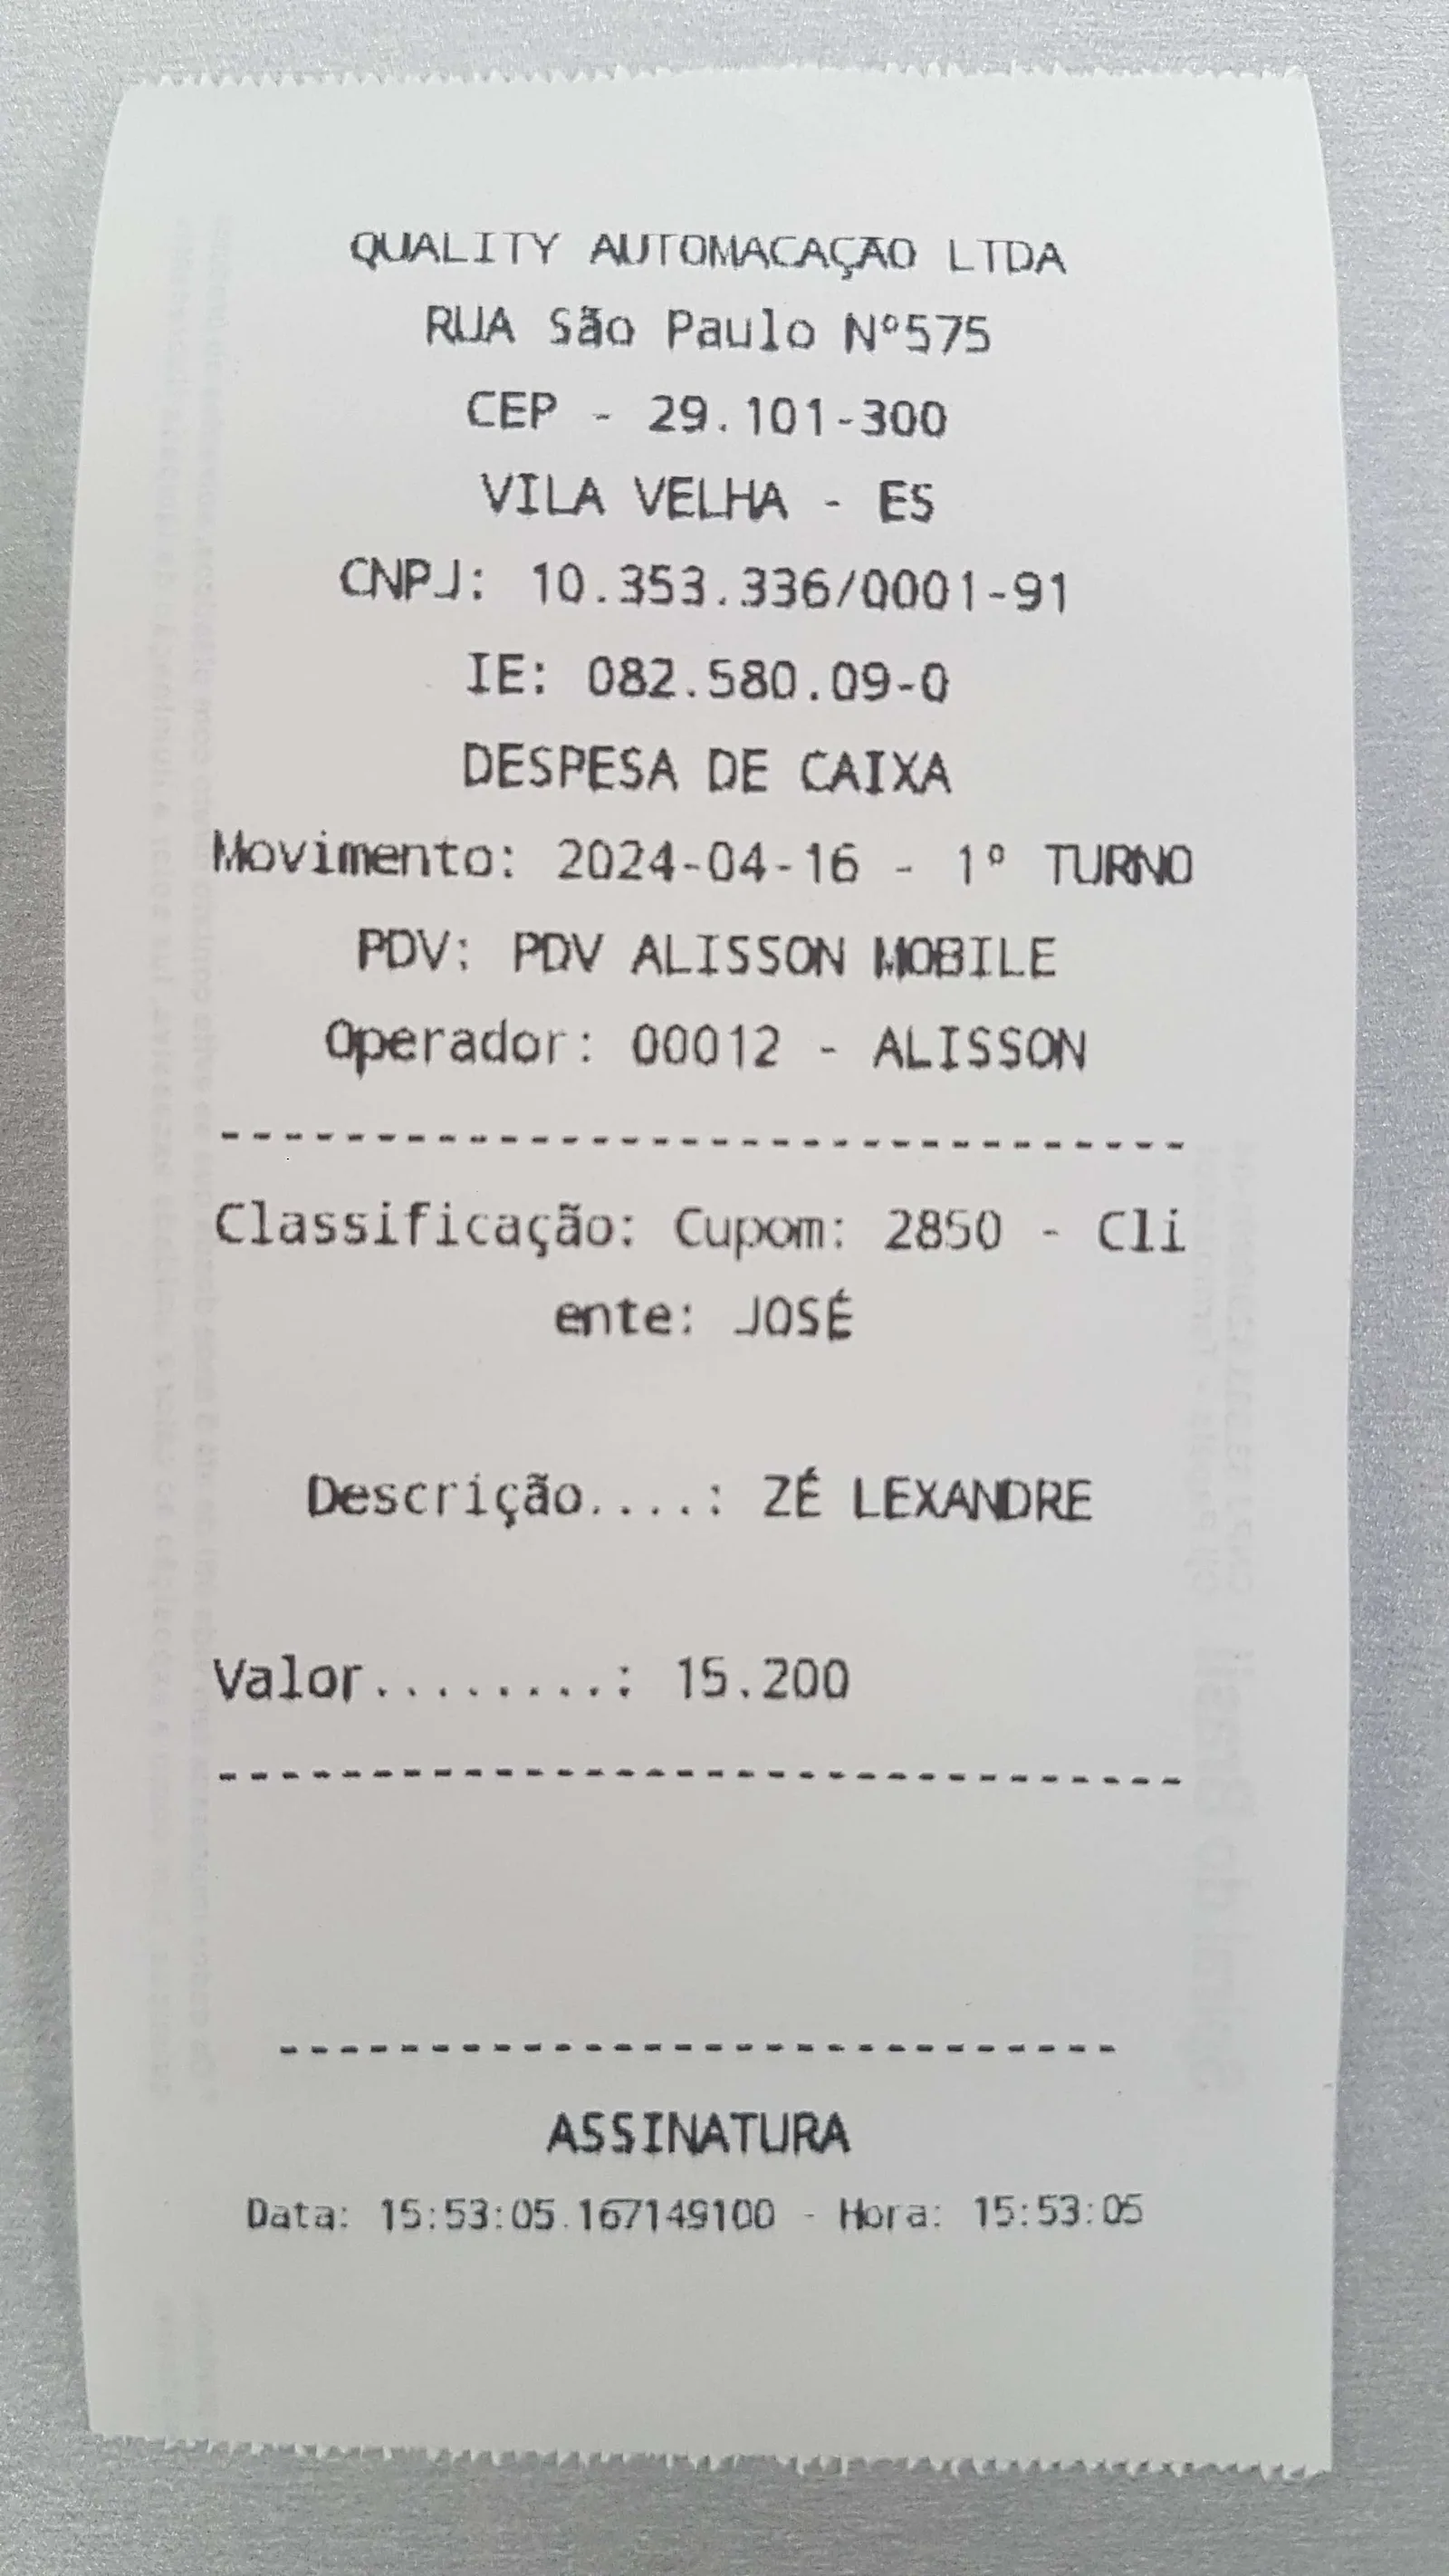 QUALITY AUTOMACAÇÃO LTDA
RUA São Paulo Nº575
CEP - 29.101-300
VILA VELHA - ES
CNPJ: 10.353.336/0001-91
IE: 082.580.09-0
DESPESA DE CAIXA
Movimento: 2024-04-16 - 1º TURNO
PDV: PDV ALISSON MOBILE
Operador: 00012 - ALISSON
--------------------------------
Classificação: Cupom: 2850 - Cli
ente: JOSÉ
Descrição....: ZÉ LEXANDRE
Valor........: 15.200
--------------------------------
----------------------------
ASSINATURA
Data: 15:53:05.167149100 - Hora: 15:53:05